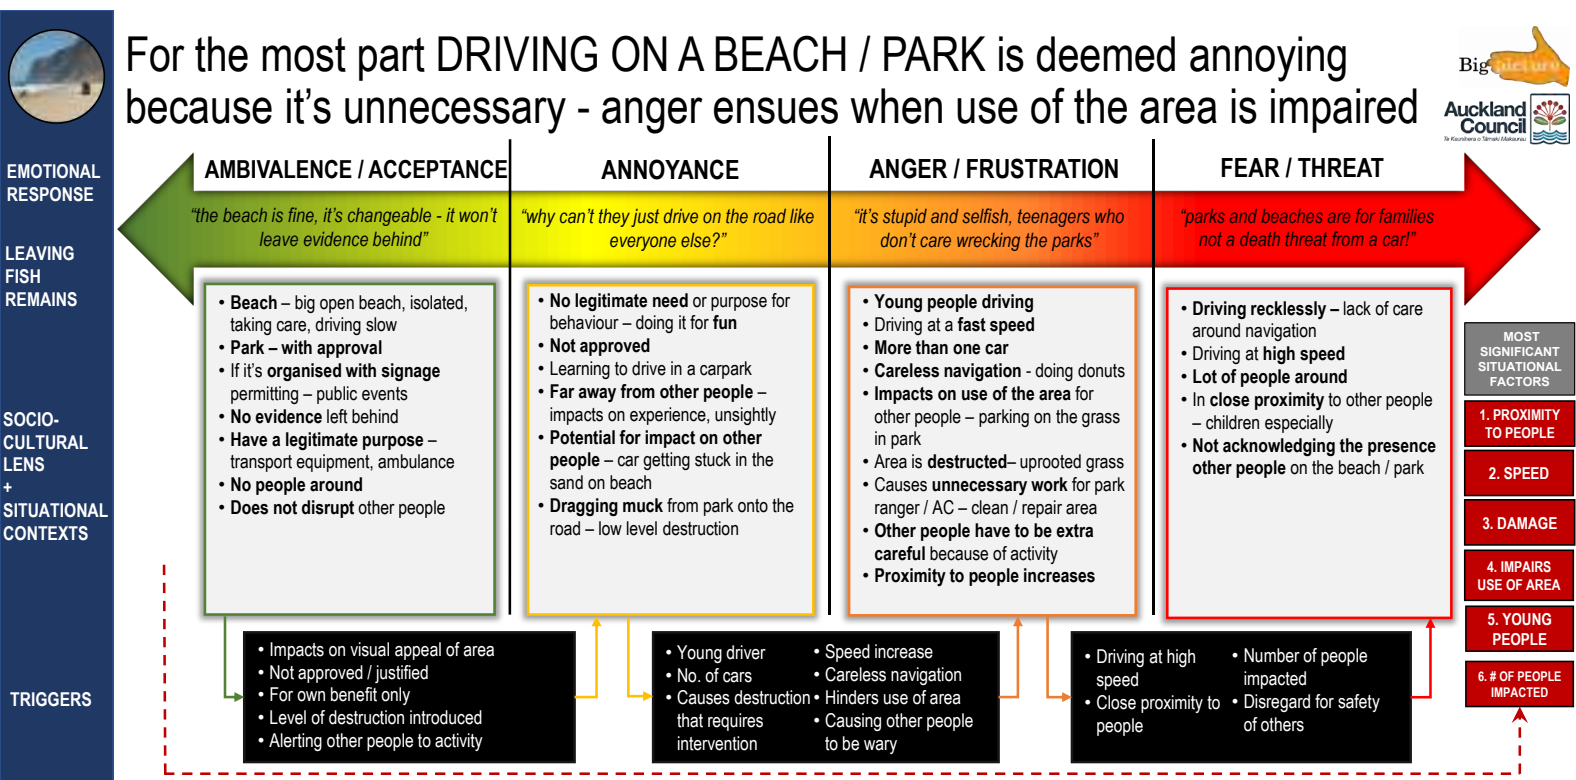 For the most part DRIVING ON A BEACH / PARK is deemed annoying
because it's unnecessary - anger ensues when use of the area is impaired
Big Picture
Auckland
Council
Te Kaunihera o Tāmaki Makaurau
EMOTIONAL
RESPONSE
LEAVING
FISH
REMAINS
SOCIO-
CULTURAL
LENS
+
SITUATIONAL
CONTEXTS
TRIGGERS
AMBIVALENCE / ACCEPTANCE
"the beach is fine, it's changeable - it won't
leave evidence behind"
• Beach – big open beach, isolated,
taking care, driving slow
• Park – with approval
• If it's organised with signage
permitting – public events
• No evidence left behind
• Have a legitimate purpose –
transport equipment, ambulance
• No people around
• Does not disrupt other people
ANNOYANCE
"why can't they just drive on the road like
everyone else?"
• No legitimate need or purpose for
behaviour – doing it for fun
• Not approved
• Learning to drive in a carpark
• Far away from other people –
impacts on experience, unsightly
• Potential for impact on other
people – car getting stuck in the
sand on beach
• Dragging muck from park onto the
road – low level destruction
ANGER / FRUSTRATION
"it's stupid and selfish, teenagers who
don't care wrecking the parks"
• Young people driving
• Driving at a fast speed
• More than one car
• Careless navigation - doing donuts
• Impacts on use of the area for
other people – parking on the grass
in park
• Area is destructed– uprooted grass
• Causes unnecessary work for park
ranger / AC – clean / repair area
• Other people have to be extra
careful because of activity
• Proximity to people increases
FEAR / THREAT
"parks and beaches are for families
not a death threat from a car!"
• Driving recklessly – lack of care
around navigation
• Driving at high speed
• Lot of people around
• In close proximity to other people
– children especially
• Not acknowledging the presence
other people on the beach / park
MOST
SIGNIFICANT
SITUATIONAL
FACTORS
1. PROXIMITY
TO PEOPLE
2. SPEED
3. DAMAGE
4. IMPAIRS
USE OF AREA
5. YOUNG
PEOPLE
6. # OF PEOPLE
IMPACTED
• Impacts on visual appeal of area
• Not approved / justified
• For own benefit only
• Level of destruction introduced
• Alerting other people to activity
• Young driver
• No. of cars
• Causes destruction
that requires
intervention
• Speed increase
• Careless navigation
• Hinders use of area
• Causing other people
to be wary
• Driving at high
speed
• Close proximity to
people
• Number of people
impacted
• Disregard for safety
of others